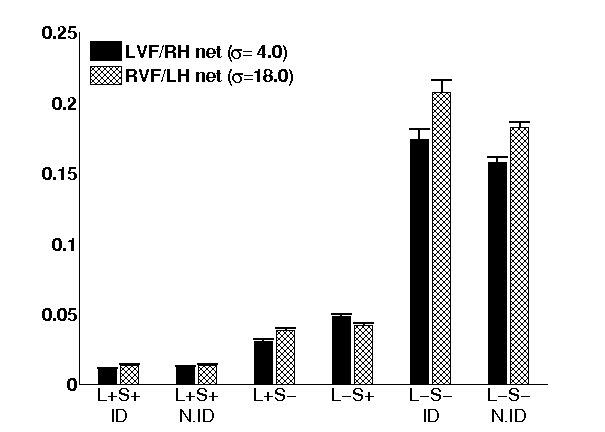 0.25
LVF/RH net (σ= 4.0)
RVF/LH net (σ=18.0)
0.2
0.15
0.1
0.05
0
L+S+ L+S+ L+S− L−S+ L−S− L−S−
ID N.ID ID N.ID